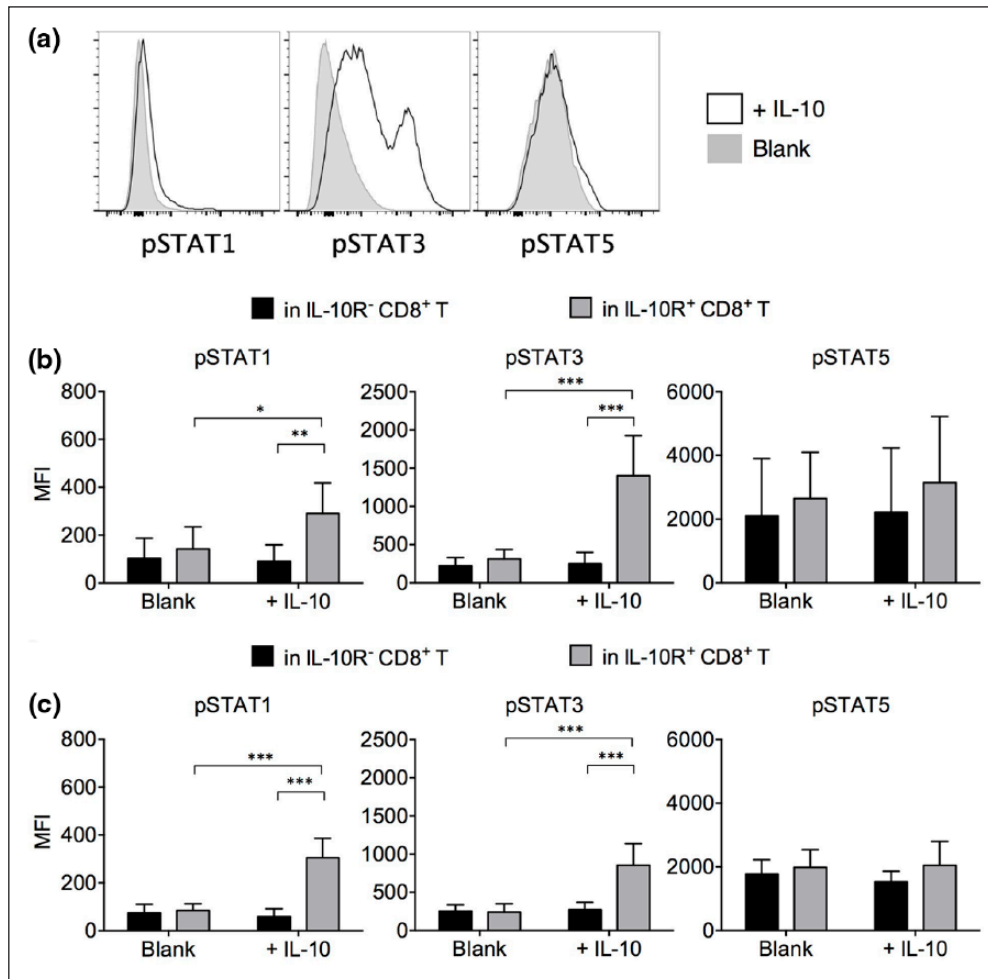 (a)
pSTAT1 pSTAT3 pSTAT5
+ IL-10
Blank
in IL-10R⁻ CD8⁺ T in IL-10R⁺ CD8⁺ T
(b)
pSTAT1 pSTAT3 pSTAT5
MFI
800
600
400
200
0
* **
Blank + IL-10
2500
2000
1500
1000
500
0
*** ***
Blank + IL-10
6000
4000
2000
0
Blank + IL-10
in IL-10R⁻ CD8⁺ T in IL-10R⁺ CD8⁺ T
(c)
pSTAT1 pSTAT3 pSTAT5
MFI
800
600
400
200
0
*** ***
Blank + IL-10
2500
2000
1500
1000
500
0
*** ***
Blank + IL-10
6000
4000
2000
0
Blank + IL-10